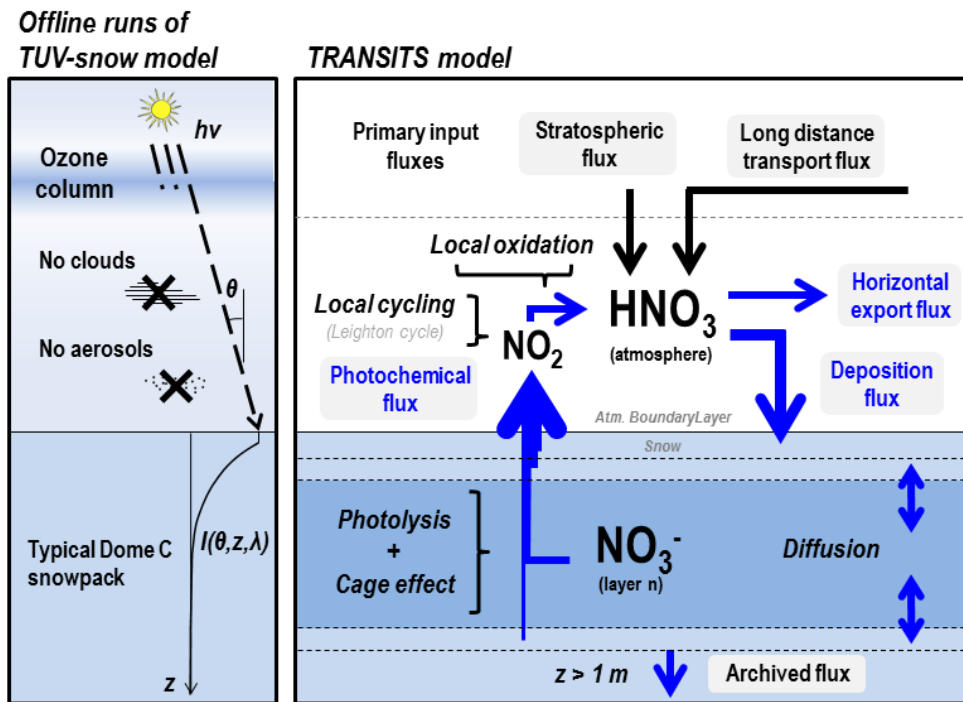 Offline runs of
TUV-snow model
hν
Ozone
column
No clouds
θ
No aerosols
I(θ,z,λ)
Typical Dome C
snowpack
z
TRANSITS model
Primary input
fluxes
Stratospheric
flux
Long distance
transport flux
Local oxidation
Local cycling
(Leighton cycle)
NO₂
HNO₃
(atmosphere)
Horizontal
export flux
Photochemical
flux
Deposition
flux
Atm. BoundaryLayer
Snow
Photolysis
+
Cage effect
NO₃⁻
(layer n)
Diffusion
z > 1 m
Archived flux